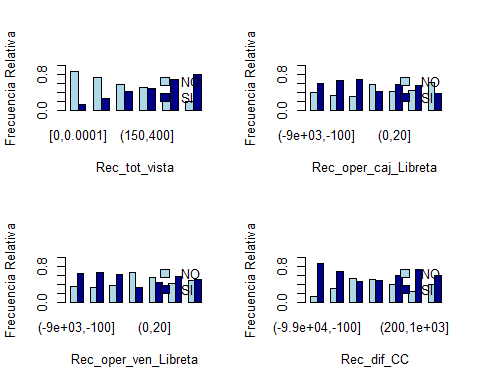 Frecuencia Relativa
0.8
0.0
NO
SI
[0,0.0001]
(150,400]
Rec_tot_vista
Frecuencia Relativa
0.8
0.0
NO
SI
(-9e+03,-100]
(0,20]
Rec_oper_caj_Libreta
Frecuencia Relativa
0.8
0.0
NO
SI
(-9e+03,-100]
(0,20]
Rec_oper_ven_Libreta
Frecuencia Relativa
0.8
0.0
NO
SI
(-9.9e+04,-100]
(200,1e+03]
Rec_dif_CC